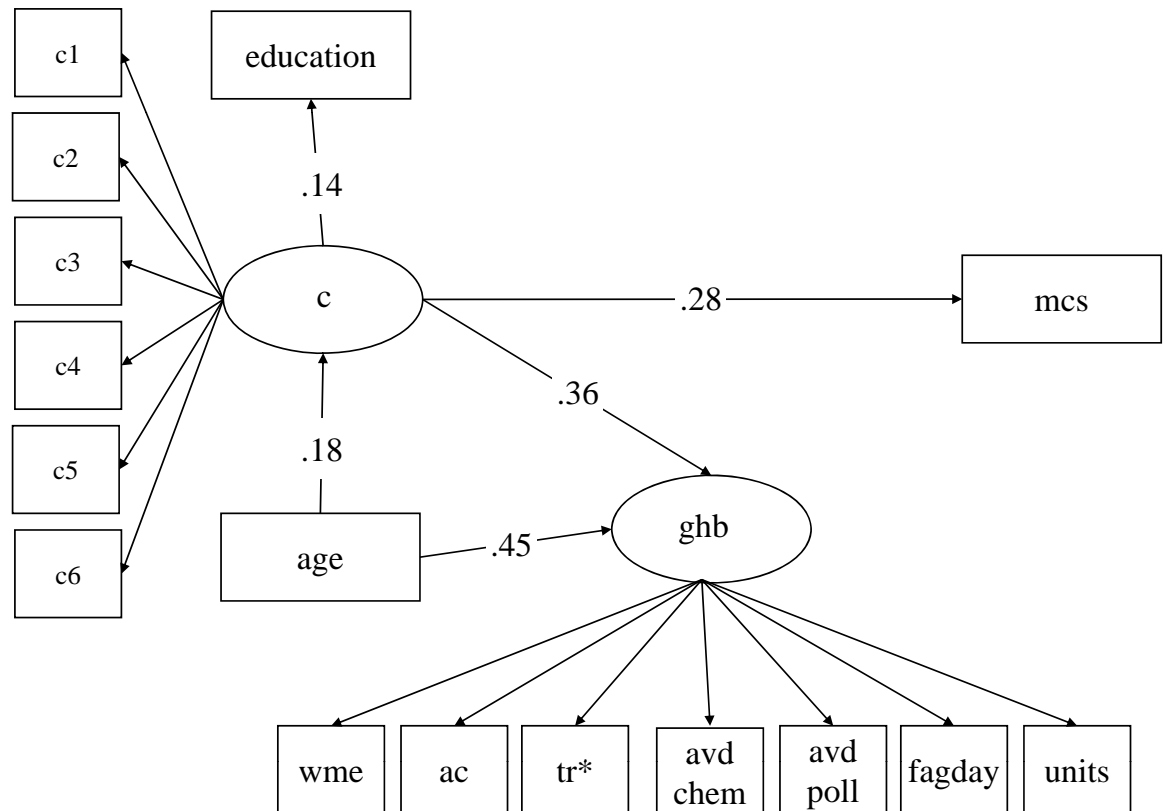 c1
education
c2
.14
c3
c
.28
mcs
c4
.36
c5
.18
ghb
.45
age
c6
wme
ac
tr*
avd
chem
avd
poll
fagday
units